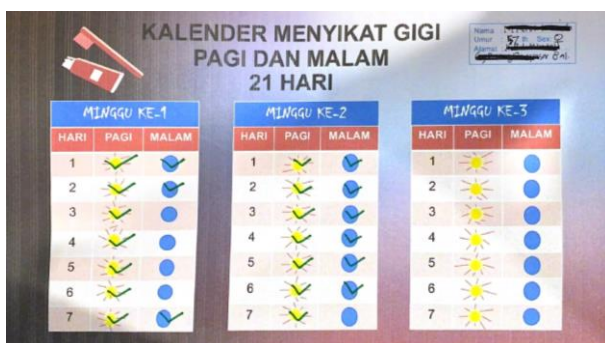 KALENDER MENYIKAT GIGI
PAGI DAN MALAM
21 HARI
Nama :
Umur : 57 th Sex: ♀
Alamat :
MINGGU KE-1
HARI PAGI MALAM
1
2
3
4
5
6
7
MINGGU KE-2
HARI PAGI MALAM
1
2
3
4
5
6
7
MINGGU KE-3
HARI PAGI MALAM
1
2
3
4
5
6
7